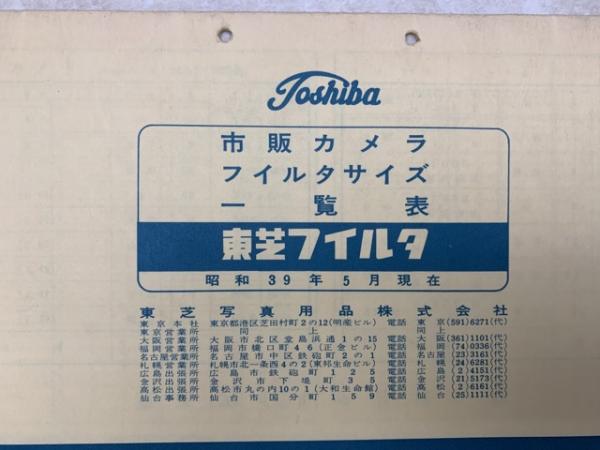 Toshiba
市販カメラ
フイルタサイズ
一覧表
東芝フイルタ
昭和39年5月現在
東芝写真用品株式会社
東京本社 東京都港区芝田村町2の12(明産ビル) 電話 東京(591)6271(代)
東京営業所 同上 電話 同上
大阪営業所 大阪市北区堂島浜通1の15 電話 大阪(361)1101(代)
福岡営業所 福岡市橋口町46(正金ビル) 電話 福岡(74)0336(代)
名古屋営業所 名古屋市中区鉄砲町2の1 電話 名古屋(23)3161(代)
札幌営業所 札幌市北一条西4の2(東邦生命ビル) 電話 札幌(24)6281(代)
広島出張所 広島市鉄砲町125 電話 広島(2)4151(代)
金沢出張所 金沢市下堤町35 電話 金沢(21)5173(代)
高松出張所 高松市丸の内10の1(大和生命館) 電話 高松(2)6161(代)
仙台事務所 仙台市国分町159 電話 仙台(25)1111(代)